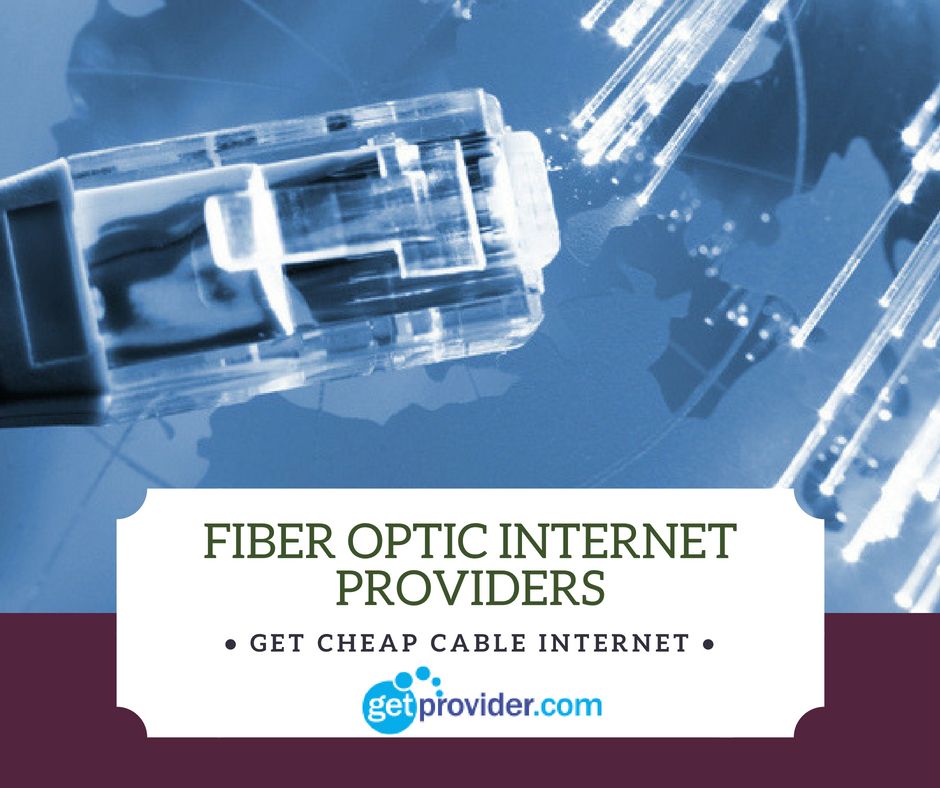 FIBER OPTIC INTERNET
PROVIDERS
• GET CHEAP CABLE INTERNET •
getprovider.com